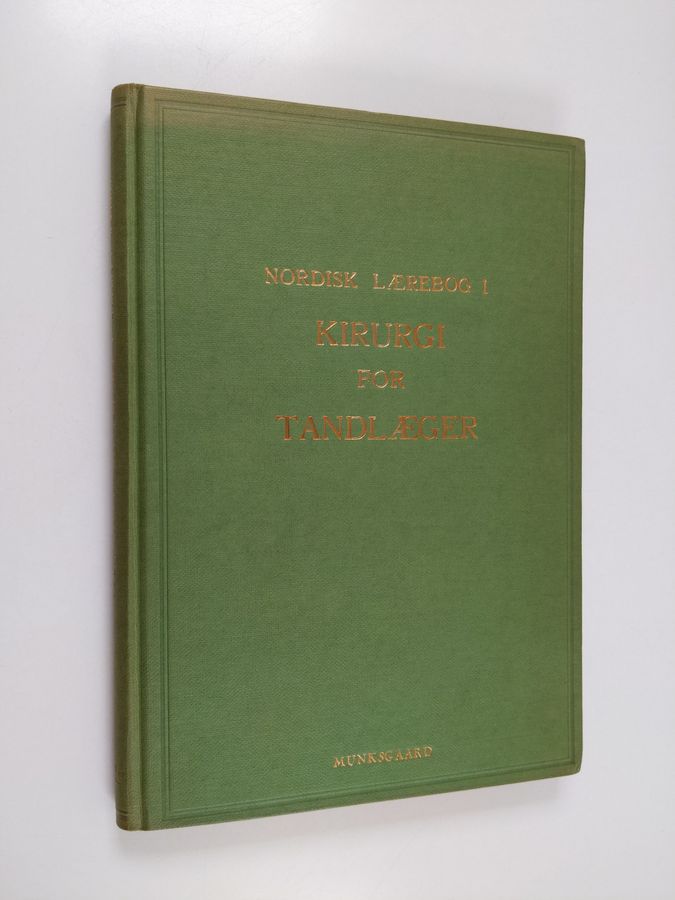 NORDISK LÆREBOG I
KIRURGI
FOR
TANDLÆGER
MUNKSGAARD